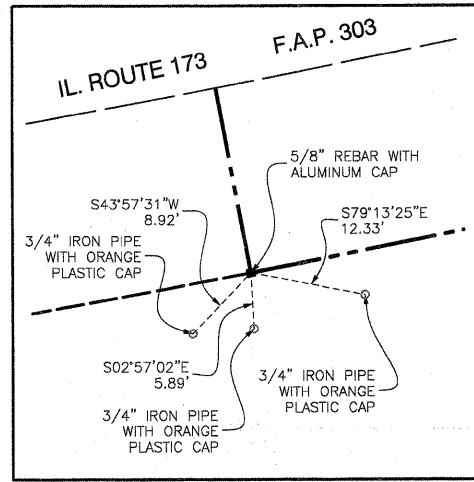 IL. ROUTE 173
F.A.P. 303
5/8" REBAR WITH
ALUMINUM CAP
S43°57'31"W
8.92'
S79°13'25"E
12.33'
3/4" IRON PIPE
WITH ORANGE
PLASTIC CAP
S02°57'02"E
5.89'
3/4" IRON PIPE
WITH ORANGE
PLASTIC CAP
3/4" IRON PIPE
WITH ORANGE
PLASTIC CAP